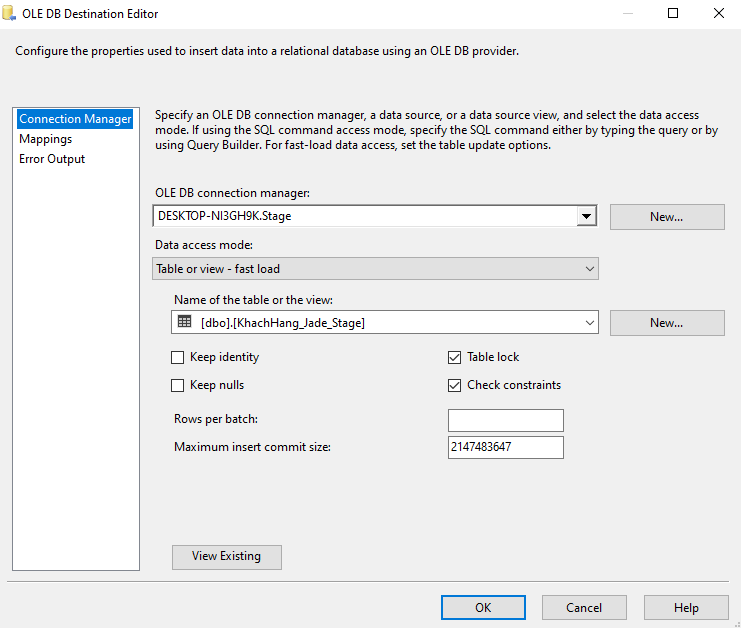 OLE DB Destination Editor
Configure the properties used to insert data into a relational database using an OLE DB provider.
Connection Manager
Mappings
Error Output
Specify an OLE DB connection manager, a data source, or a data source view, and select the data access
mode. If using the SQL command access mode, specify the SQL command either by typing the query or by
using Query Builder. For fast-load data access, set the table update options.
OLE DB connection manager:
DESKTOP-NI3GH9K.Stage
New...
Data access mode:
Table or view - fast load
Name of the table or the view:
[dbo].[KhachHang_Jade_Stage]
New...
Keep identity
Table lock
Keep nulls
Check constraints
Rows per batch:
Maximum insert commit size:
2147483647
View Existing
OK
Cancel
Help